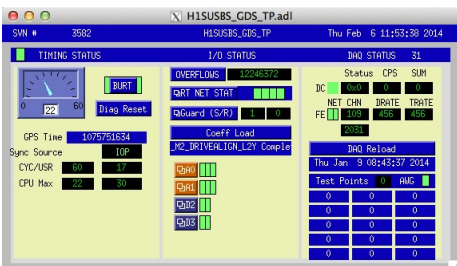 H1SUSBS_GDS_TP.adl
SVN # 3582 H1SUSBS_GDS_TP Thu Feb 6 11:53:38 2014
TIMING STATUS I/O STATUS DAQ STATUS 31
OVERFLOWS 12246372
Status CPS SUM
DC 0x0 0 0
BURT
RT NET STAT
NET CHN DRATE TRATE
0 22 60
Diag Reset
Guard (S/R) 1 0
FE 109 456 456
2031
GPS Time 1075751634
Coeff Load
_M2_DRIVEALIGN_L2Y Complet
DAQ Reload
Sync Source IOP
Thu Jan 9 08:43:37 2014
CYC/USR 60 17
A0
Test Points 0 AWG
CPU Max 22 30
A1
D2
D3
0 0 0
0 0 0
0 0 0
0 0 0
0 0 0
0 0 0